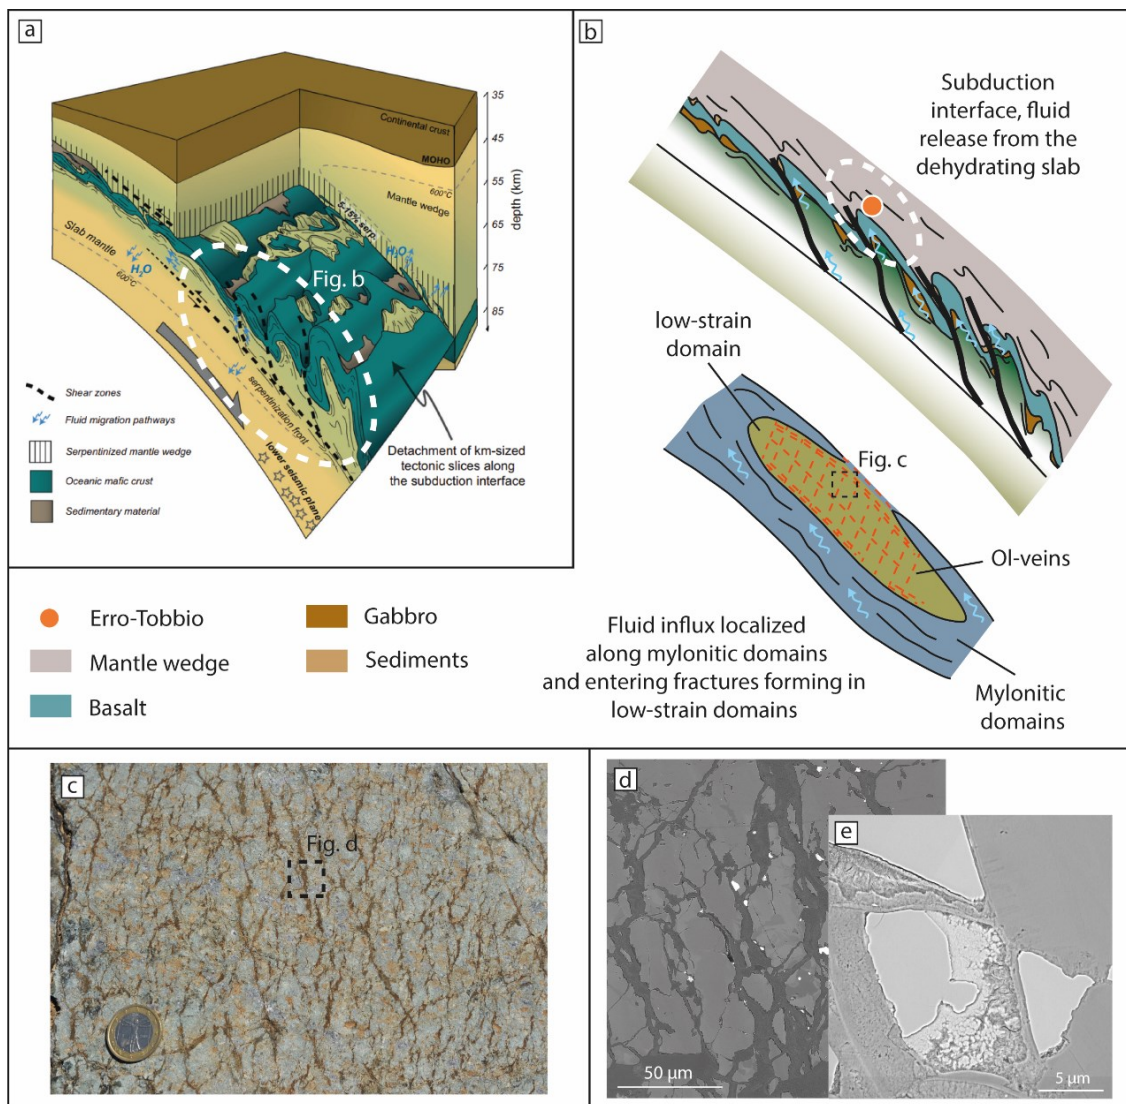 a
35
45
55
65
75
85
depth (km)
Continental crust
MOHO
600°C
Mantle wedge
5-15% serp.
H₂O
Slab mantle
H₂O
600°C
Fig. b
serpentinization front
lower seismic plane
Shear zones
Fluid migration pathways
Serpentinized mantle wedge
Oceanic mafic crust
Sedimentary material
Detachment of km-sized
tectonic slices along
the subduction interface
b
Subduction
interface, fluid
release from the
dehydrating slab
low-strain
domain
Fig. c
Ol-veins
Fluid influx localized
along mylonitic domains
and entering fractures forming in
low-strain domains
Mylonitic
domains
Erro-Tobbio
Mantle wedge
Basalt
Gabbro
Sediments
c
Fig. d
d
50 µm
e
5 µm